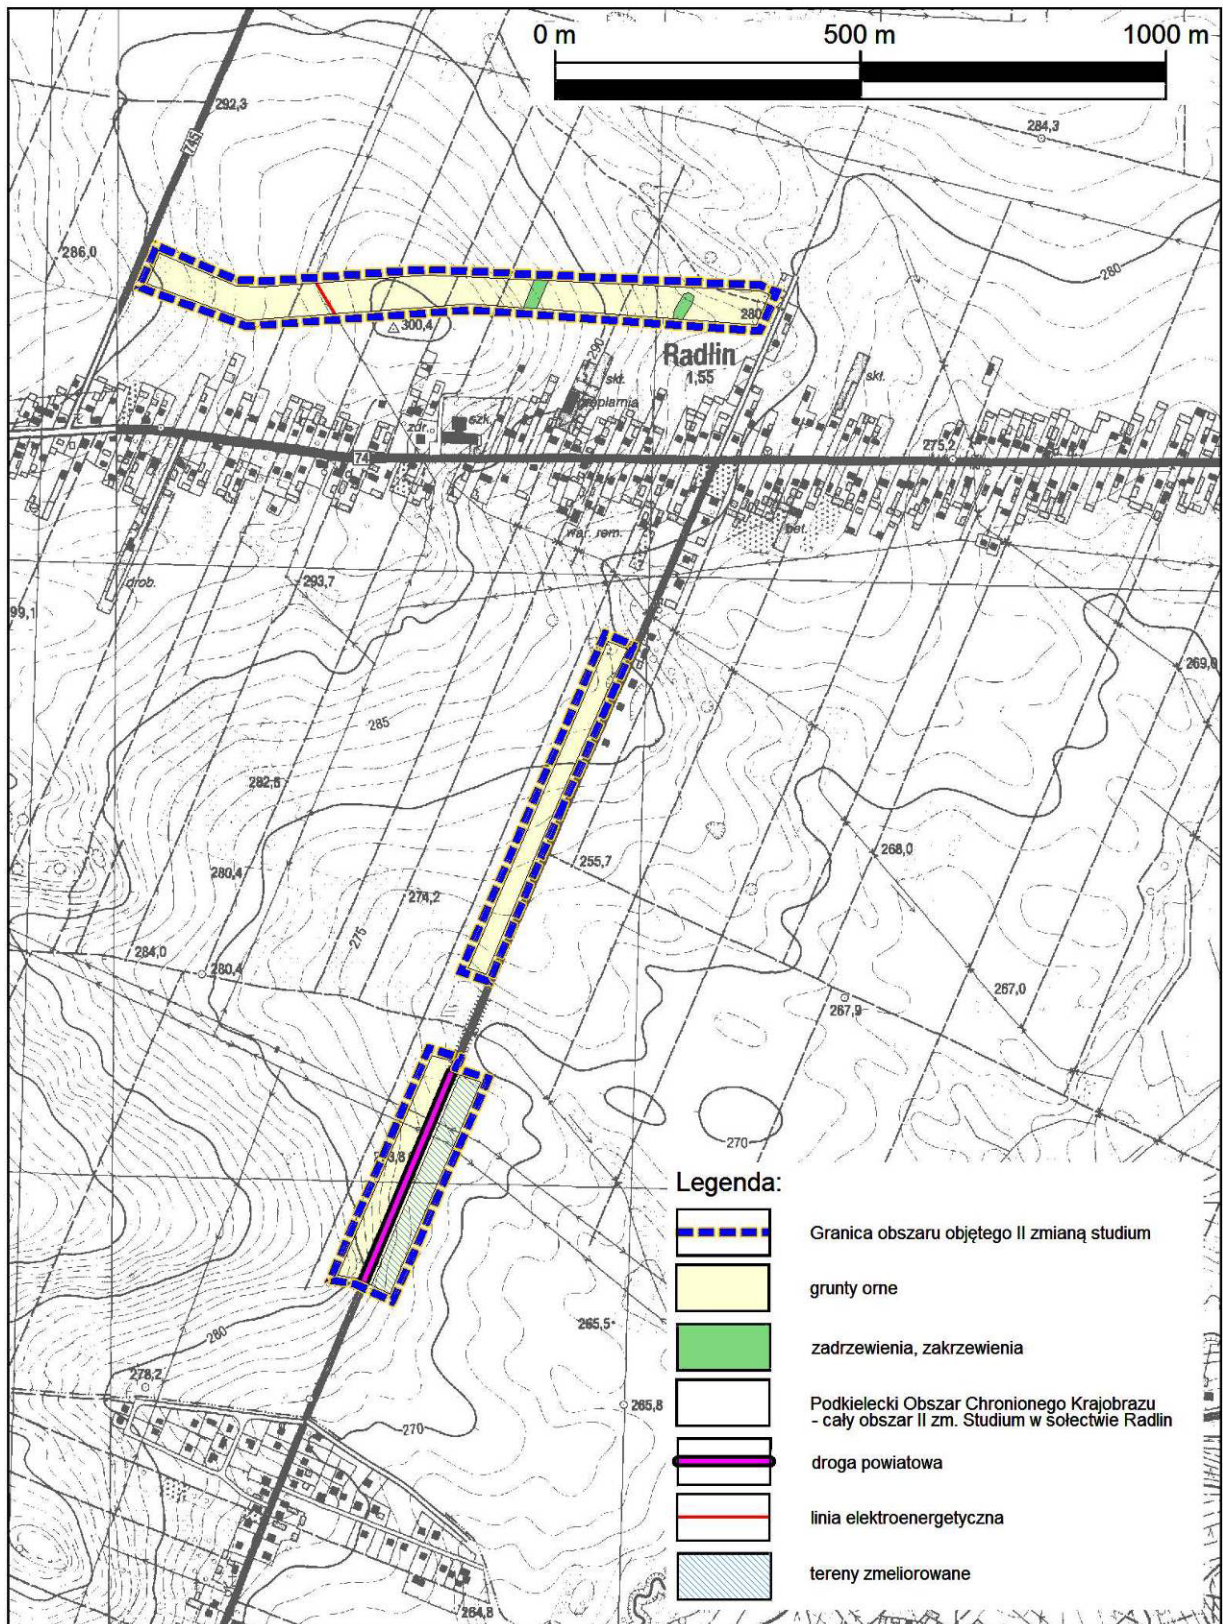 0 m 500 m 1000 m
292,3
745
284,3
286,0
280
280
300,4
290
Radlin
1,55
skł.
skł.
zdr.
szk.
74
275,2
war. rem.
drob.
293,7
99,1
269,0
285
282,5
255,7
268,0
280,4
274,2
275
284,0
280,4
267,0
267,9
270
Legenda:
Granica obszaru objętego II zmianą studium
grunty orne
zadrzewienia, zakrzewienia
Podkielecki Obszar Chronionego Krajobrazu
- cały obszar II zm. Studium w sołectwie Radlin
droga powiatowa
linia elektroenergetyczna
tereny zmeliorowane
265,5
280
278,2
265,8
270
264,8